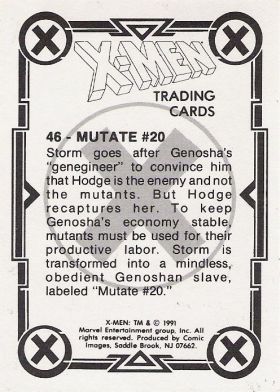 X-MEN
TRADING
CARDS
46 - MUTATE #20
Storm goes after Genosha's
"genegineer" to convince him
that Hodge is the enemy and not
the mutants. But Hodge
recaptures her. To keep
Genosha's economy stable,
mutants must be used for their
productive labor. Storm is
transformed into a mindless,
obedient Genoshan slave,
labeled "Mutate #20."
X-MEN: TM & © 1991
Marvel Entertainment group, Inc. All
rights reserved. Produced by Comic
Images, Saddle Brook, NJ 07662.